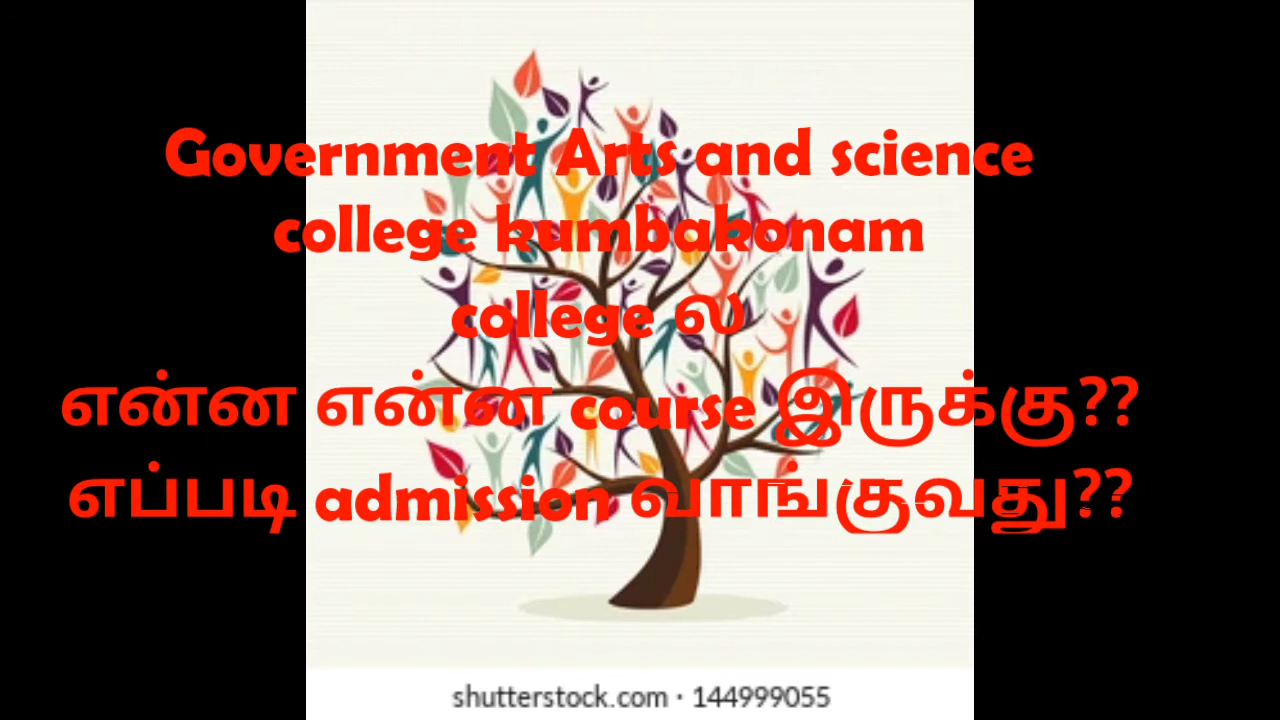 Government Arts and science
college kumbakonam
college ல
என்ன என்ன course இருக்கு??
எப்படி admission வாங்குவது??
shutterstock.com · 144999055